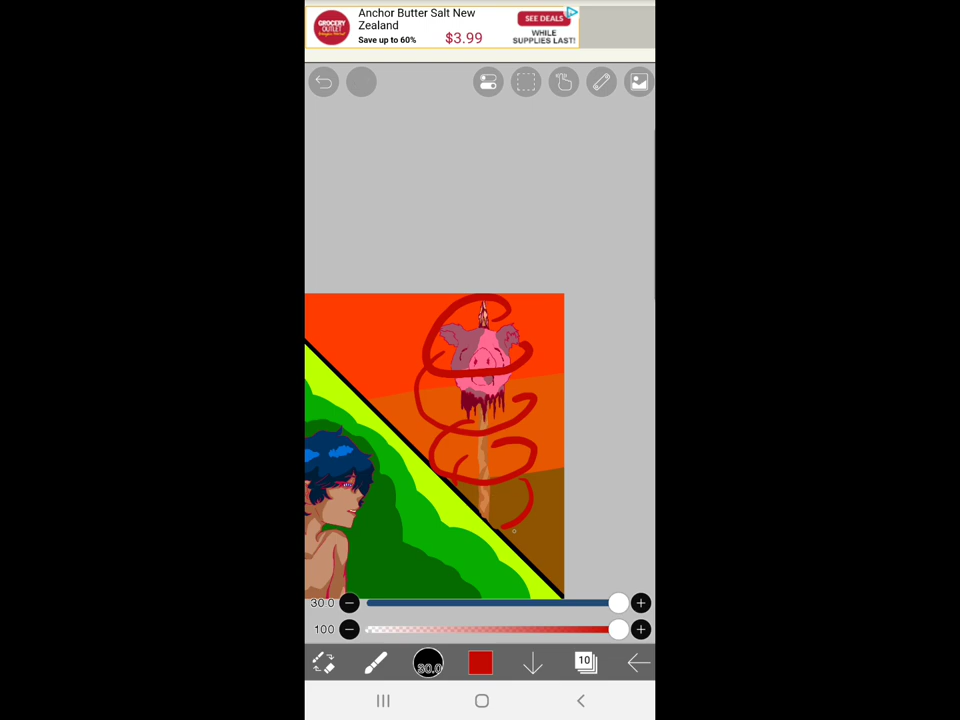 Anchor Butter Salt New
Zealand
GROCERY
OUTLET
Save up to 60%
$3.99
SEE DEALS
WHILE
SUPPLIES LAST!
30.0
100
30.0
10